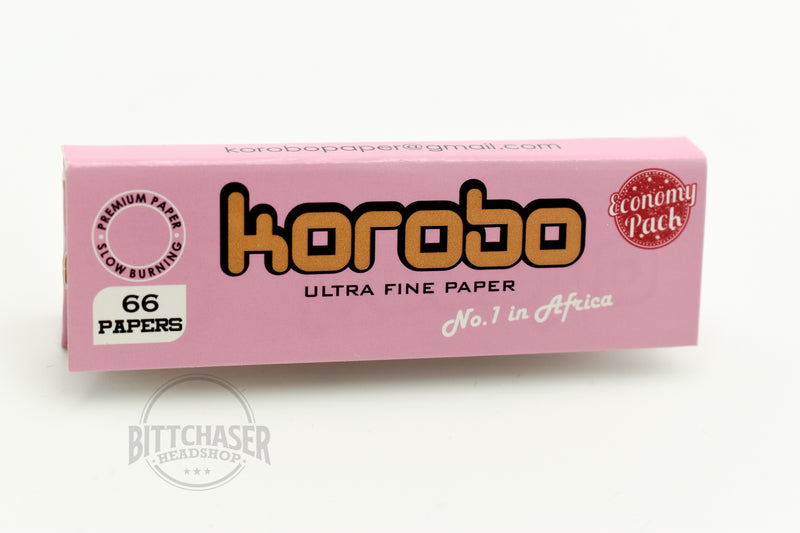 korobopaper@gmail.com
PREMIUM PAPER
• SLOW BURNING •
korobo
Economy
Pack
ULTRA FINE PAPER
66
PAPERS
No.1 in Africa
BITTCHASER
HEADSHOP